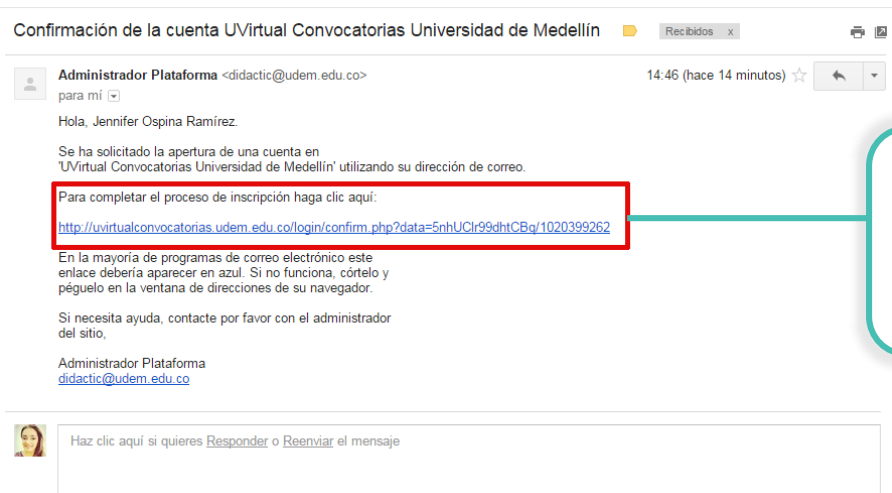 Confirmación de la cuenta UVirtual Convocatorias Universidad de Medellín Recibidos x
Administrador Plataforma <didactic@udem.edu.co> 14:46 (hace 14 minutos)
para mí
Hola, Jennifer Ospina Ramírez.
Se ha solicitado la apertura de una cuenta en
'UVirtual Convocatorias Universidad de Medellín' utilizando su dirección de correo.
Para completar el proceso de inscripción haga clic aquí:
http://uvirtualconvocatorias.udem.edu.co/login/confirm.php?data=5nhUClr99dhtCBq/1020399262
En la mayoría de programas de correo electrónico este
enlace debería aparecer en azul. Si no funciona, córtelo y
péguelo en la ventana de direcciones de su navegador.
Si necesita ayuda, contacte por favor con el administrador
del sitio,
Administrador Plataforma
didactic@udem.edu.co
Haz clic aquí si quieres Responder o Reenviar el mensaje